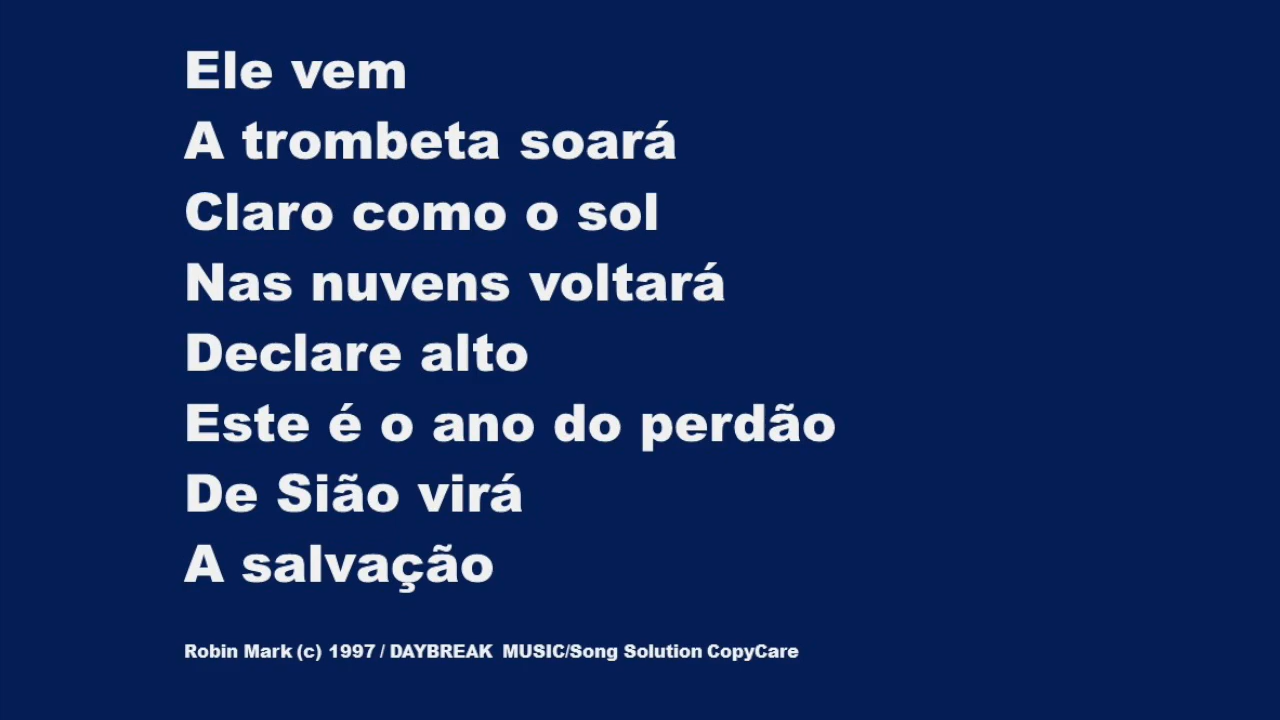 Ele vem
A trombeta soará
Claro como o sol
Nas nuvens voltará
Declare alto
Este é o ano do perdão
De Sião virá
A salvação
Robin Mark (c) 1997 / DAYBREAK MUSIC/Song Solution CopyCare